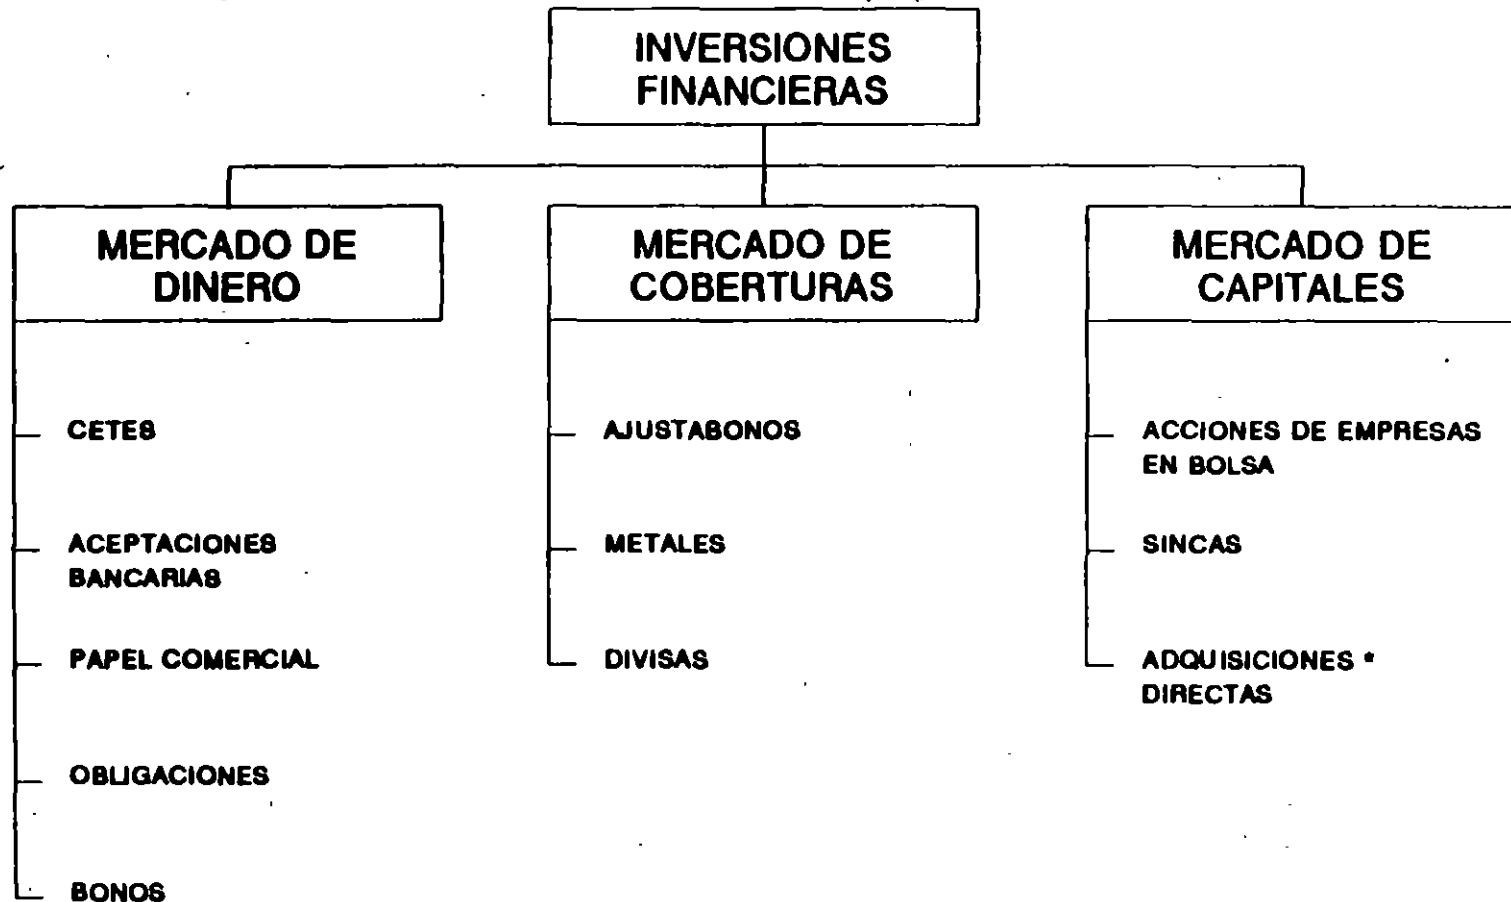 INVERSIONES
FINANCIERAS
MERCADO DE
DINERO
CETES
ACEPTACIONES
BANCARIAS
PAPEL COMERCIAL
OBLIGACIONES
BONOS
MERCADO DE
COBERTURAS
AJUSTABONOS
METALES
DIVISAS
MERCADO DE
CAPITALES
ACCIONES DE EMPRESAS
EN BOLSA
SINCAS
ADQUISICIONES *
DIRECTAS